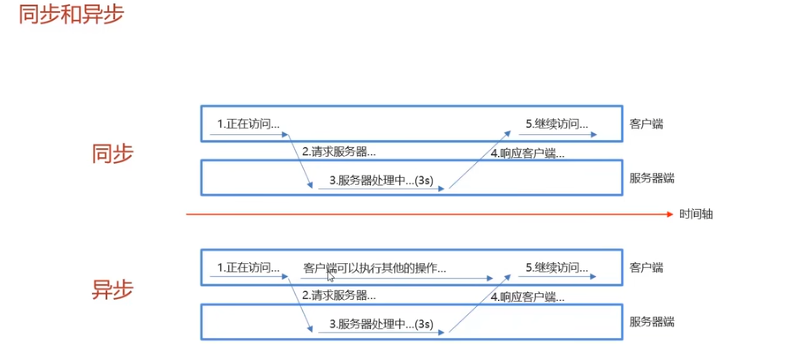 同步和异步
1.正在访问...
5.继续访问...
客户端
同步
2.请求服务器...
4.响应客户端...
3.服务器处理中...(3s)
服务器端
时间轴
1.正在访问...
客户端可以执行其他的操作...
5.继续访问...
客户端
异步
2.请求服务器...
4.响应客户端...
3.服务器处理中...(3s)
服务器端